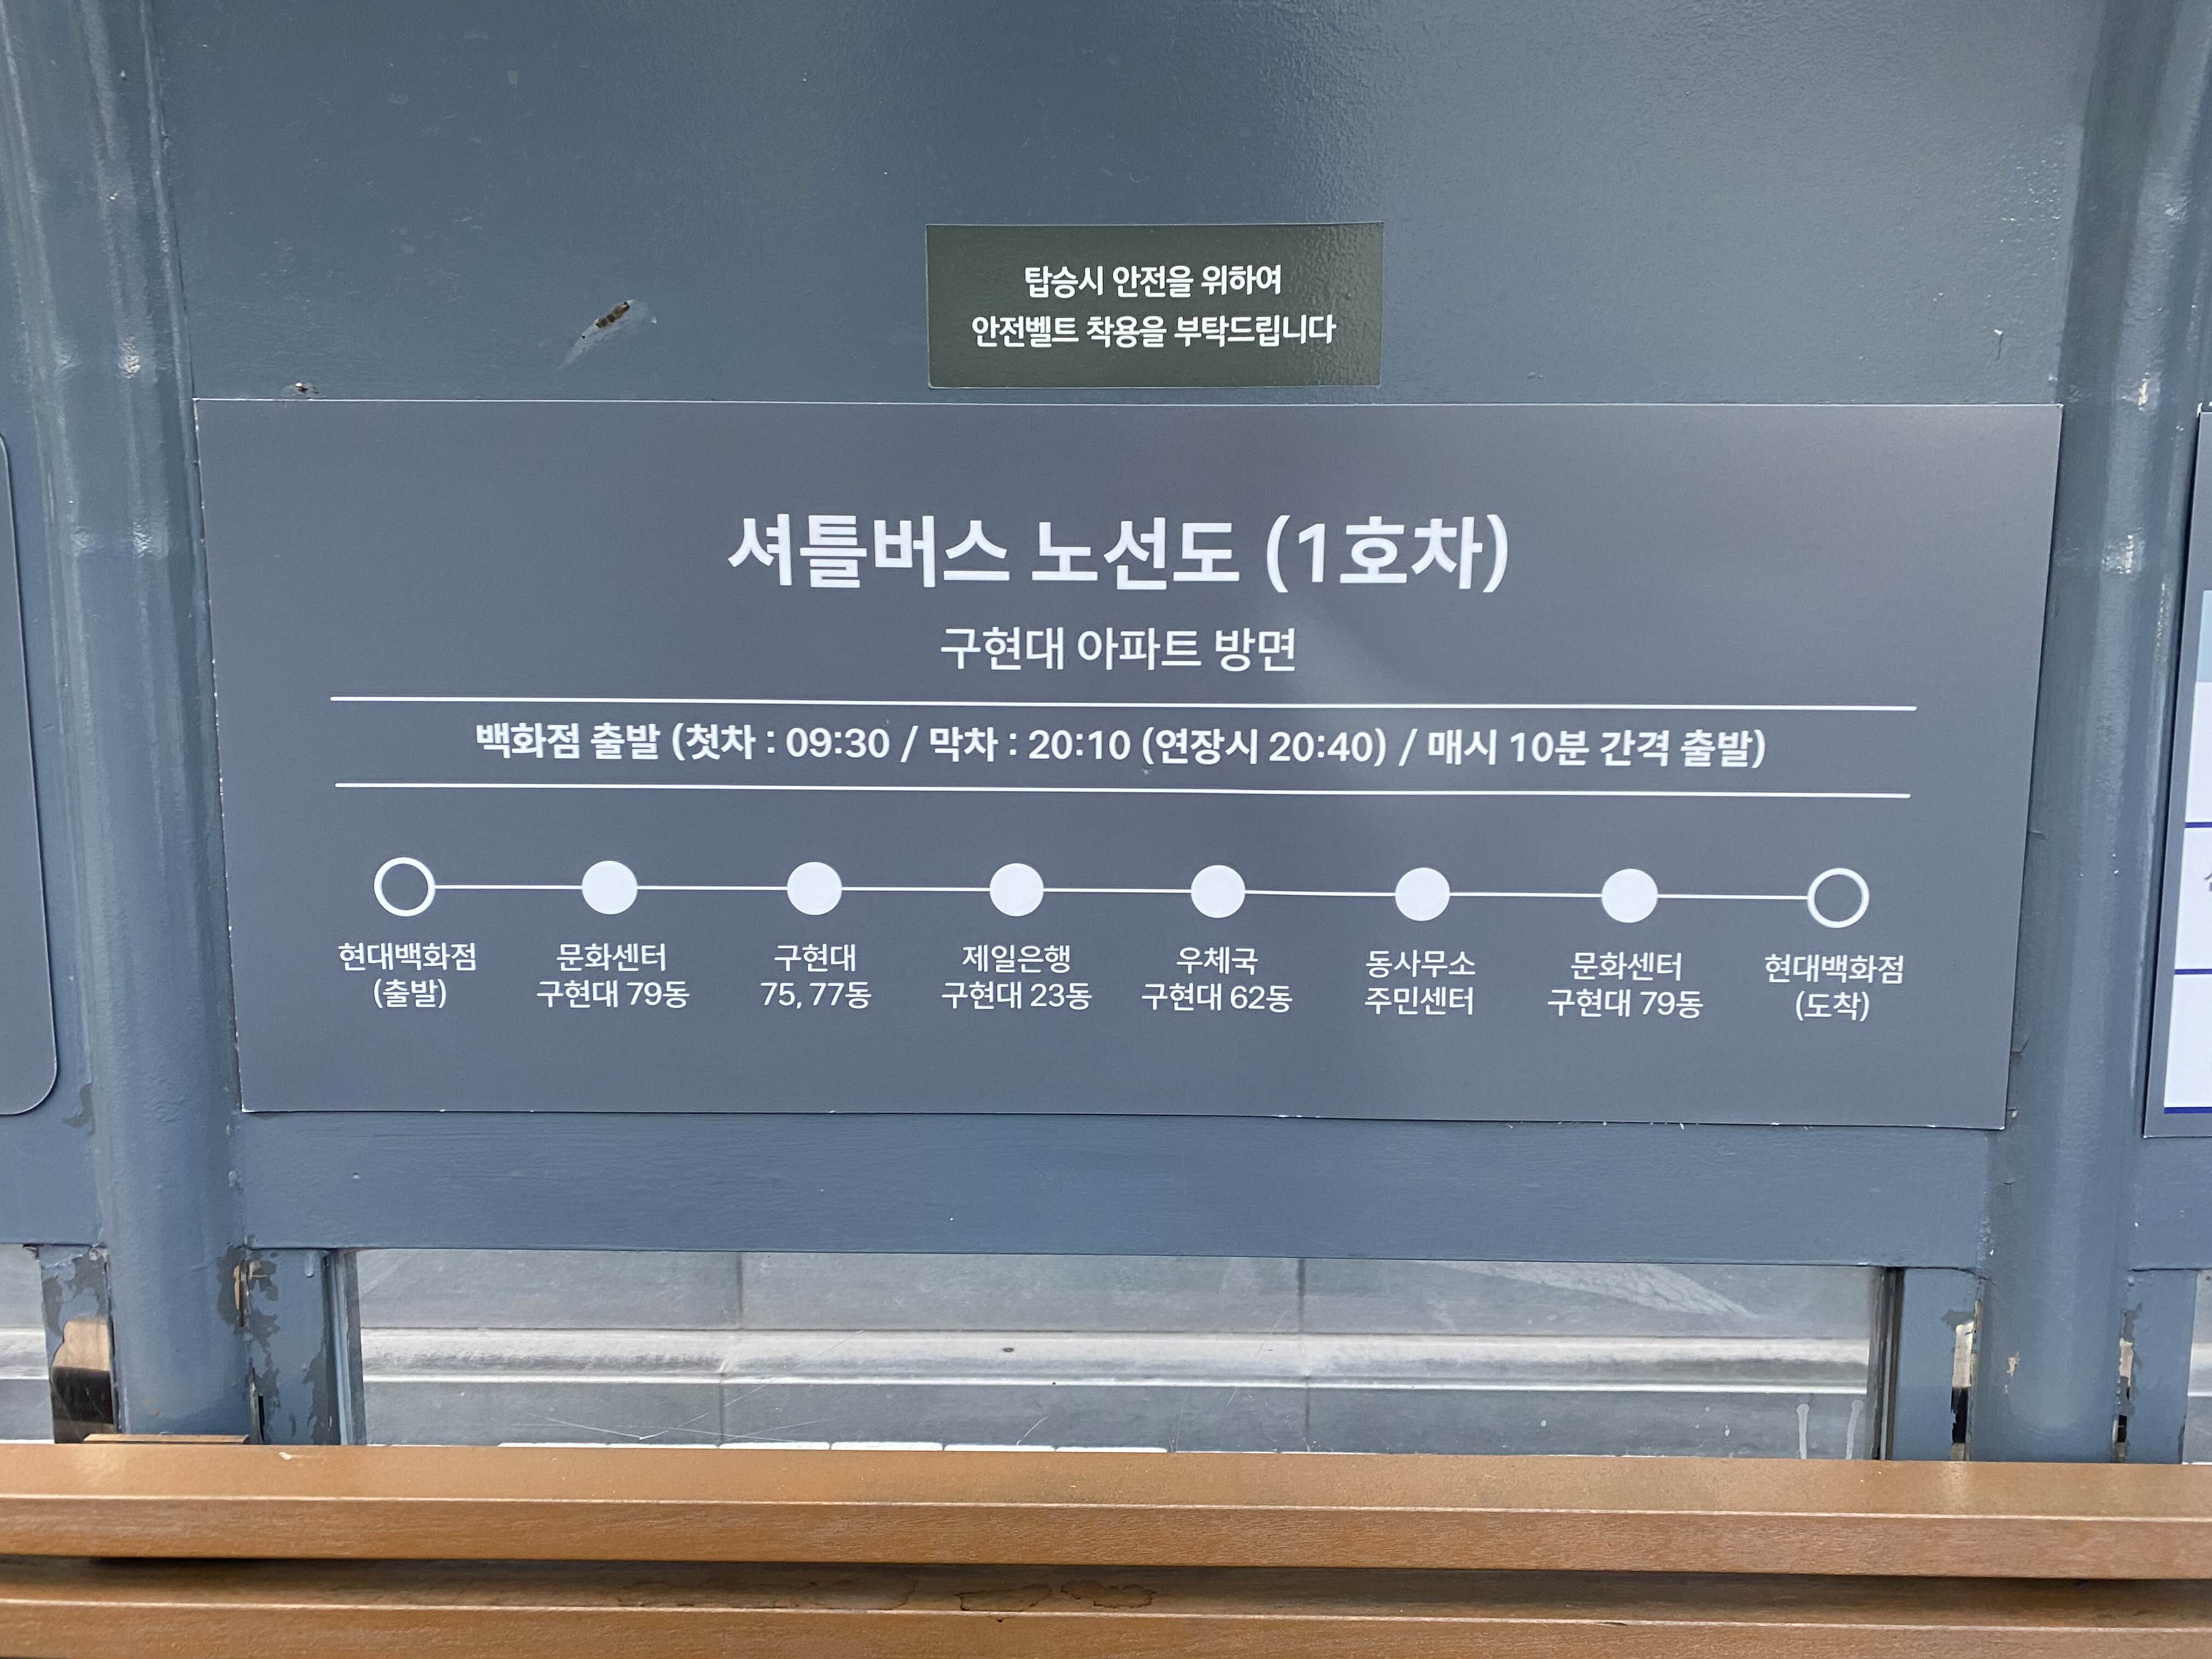 탑승시 안전을 위하여
안전벨트 착용을 부탁드립니다
셔틀버스 노선도 (1호차)
구현대 아파트 방면
백화점 출발 (첫차 : 09:30 / 막차 : 20:10 (연장시 20:40) / 매시 10분 간격 출발)
현대백화점
(출발)
문화센터
구현대 79동
구현대
75, 77동
제일은행
구현대 23동
우체국
구현대 62동
동사무소
주민센터
문화센터
구현대 79동
현대백화점
(도착)